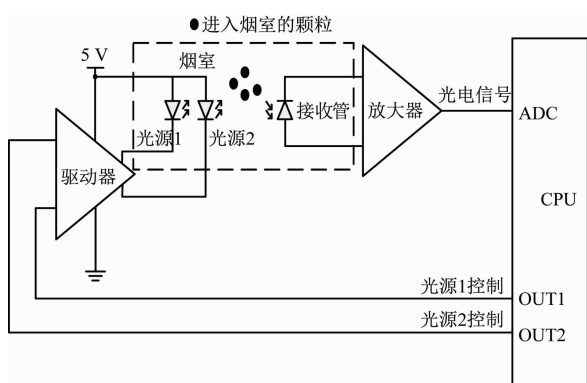 进入烟室的颗粒
5 V
烟室
光源1
光源2
接收管
放大器
光电信号
ADC
驱动器
CPU
光源1控制
OUT1
光源2控制
OUT2